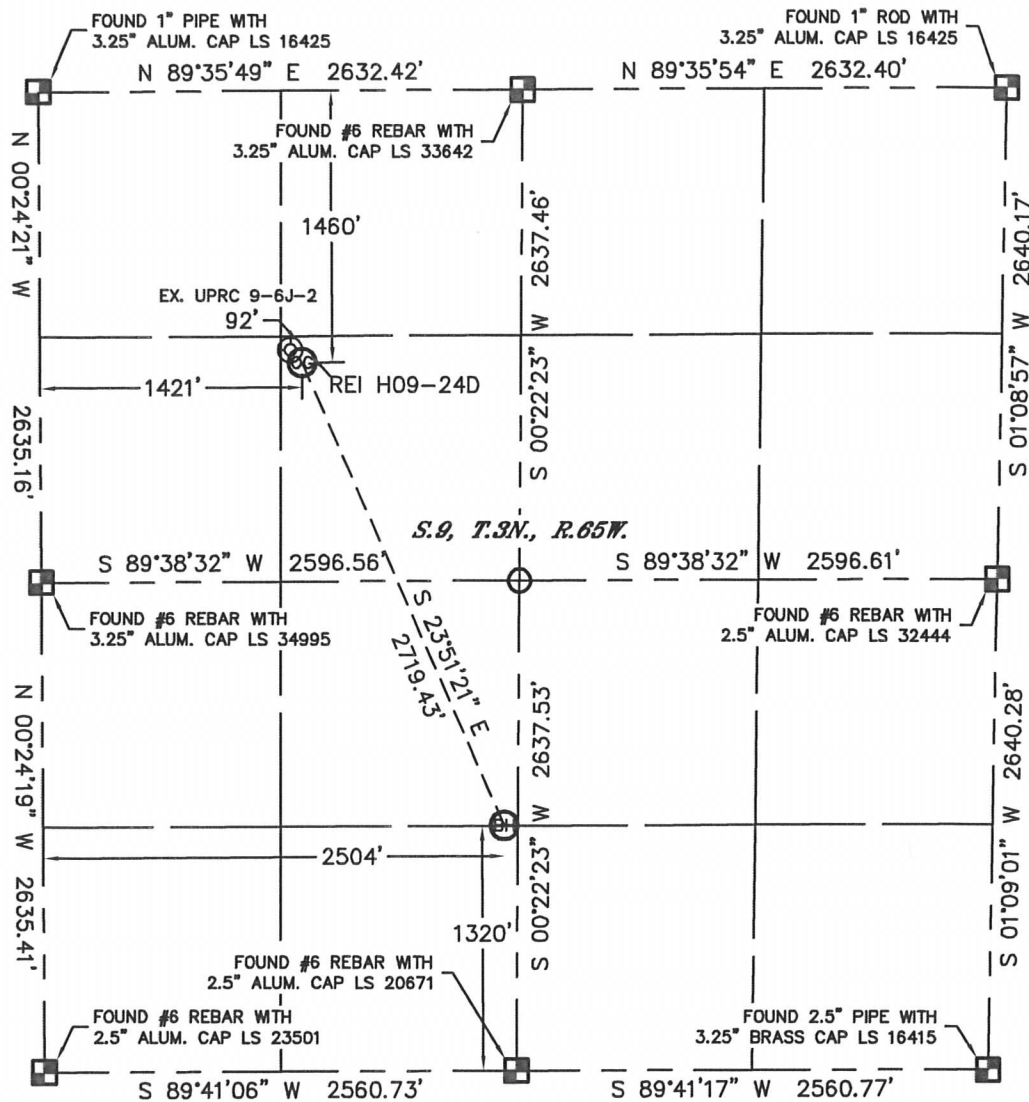 FOUND 1" PIPE WITH
3.25" ALUM. CAP LS 16425
FOUND 1" ROD WITH
3.25" ALUM. CAP LS 16425
N 89°35'49" E 2632.42'
N 89°35'54" E 2632.40'
FOUND #6 REBAR WITH
3.25" ALUM. CAP LS 33642
N 00°24'21" W 2635.16'
1460'
S 00°22'23" W 2637.46'
S 01°08'57" W 2640.17'
EX. UPRC 9-6J-2
92'
1421'
REI H09-24D
S.9, T.3N., R.65W.
S 89°38'32" W 2596.56'
S 89°38'32" W 2596.61'
FOUND #6 REBAR WITH
3.25" ALUM. CAP LS 34995
FOUND #6 REBAR WITH
2.5" ALUM. CAP LS 32444
S 23°51'21" E
2719.43'
N 00°24'19" W 2635.41'
S 00°22'23" W 2637.53'
S 01°09'01" W 2640.28'
BH
2504'
1320'
FOUND #6 REBAR WITH
2.5" ALUM. CAP LS 20671
FOUND #6 REBAR WITH
2.5" ALUM. CAP LS 23501
FOUND 2.5" PIPE WITH
3.25" BRASS CAP LS 16415
S 89°41'06" W 2560.73'
S 89°41'17" W 2560.77'